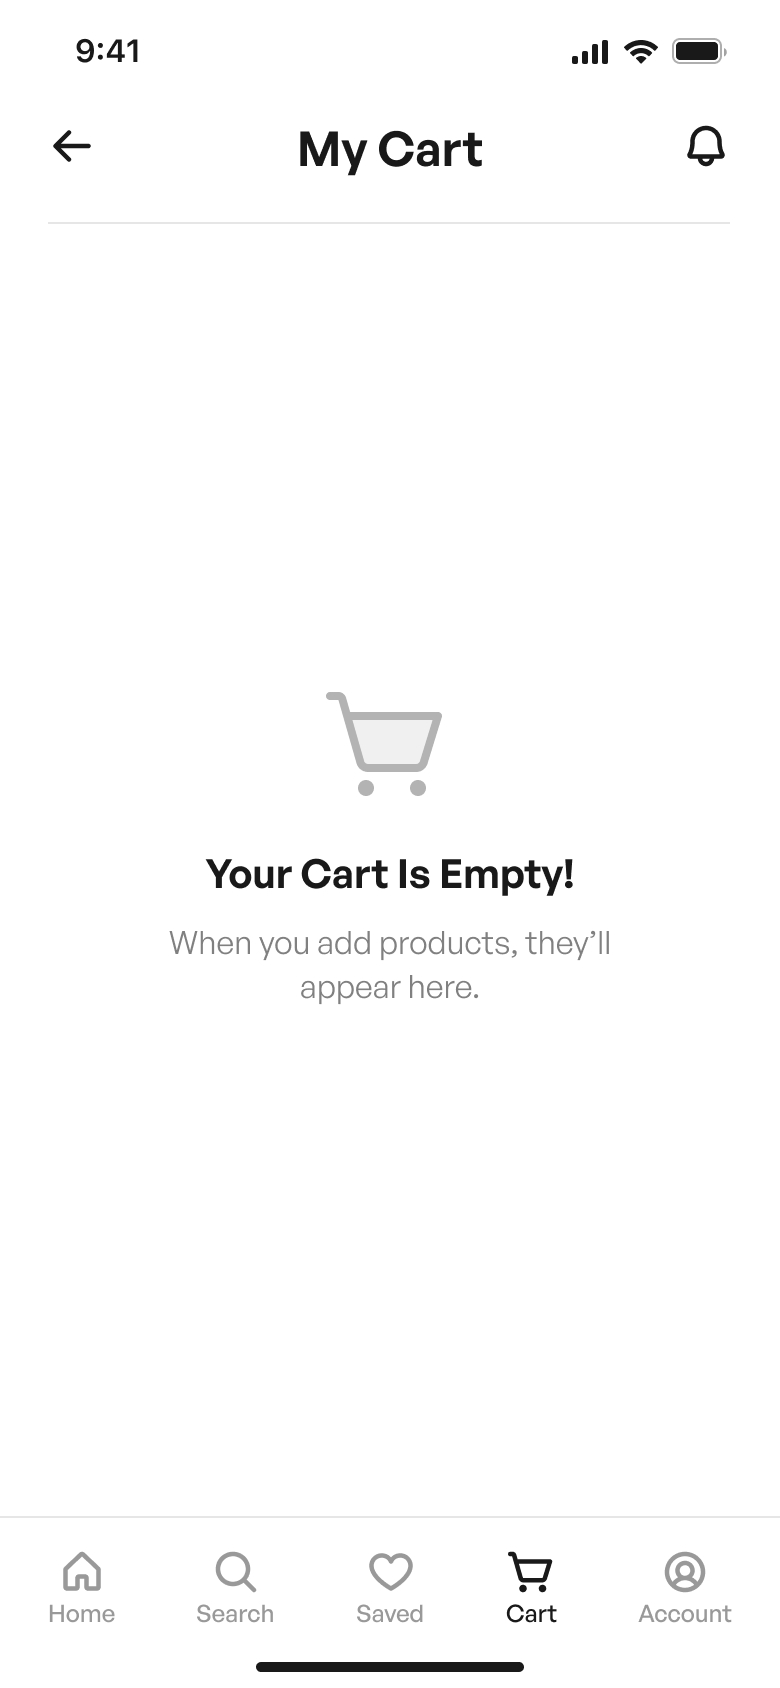 9:41
My Cart
Your Cart Is Empty!
When you add products, they’ll
appear here.
Home Search Saved Cart Account